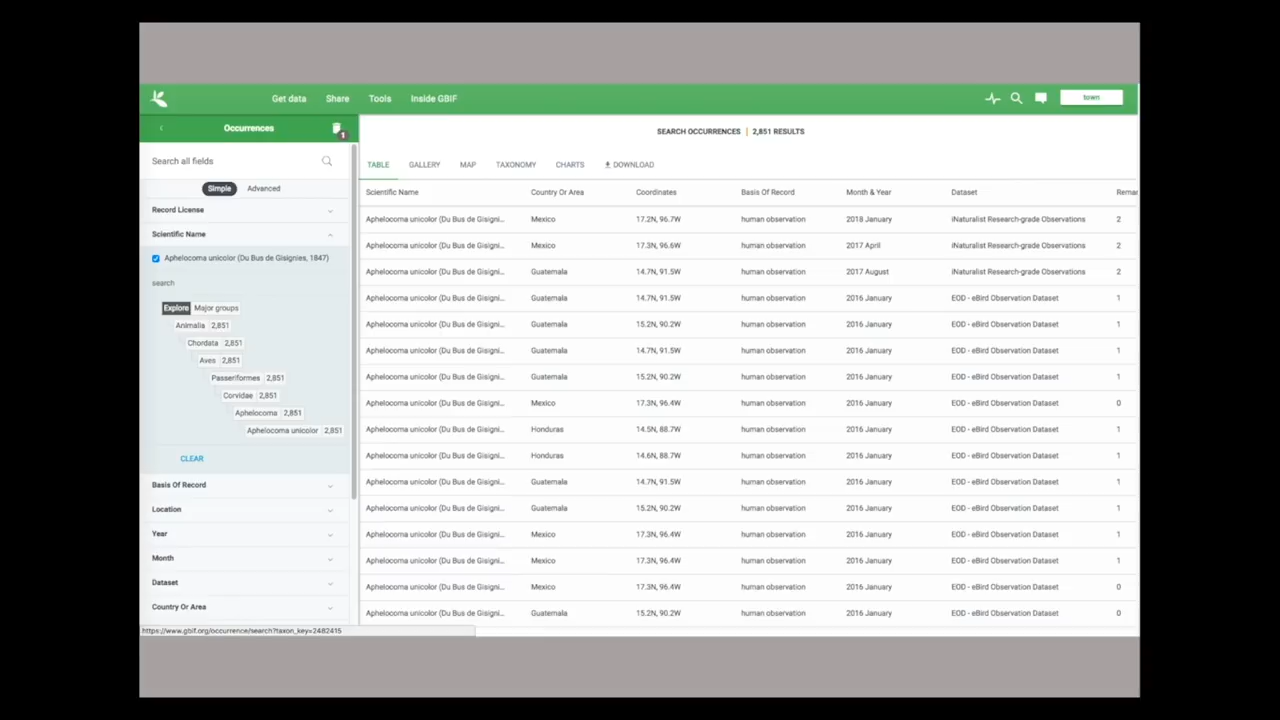 Get data Share Tools Inside GBIF town
Occurrences 1
Search all fields
Simple Advanced
Record License
Scientific Name
Aphelocoma unicolor (Du Bus de Gisignies, 1847)
search
Explore Major groups
Animalia 2,851
Chordata 2,851
Aves 2,851
Passeriformes 2,851
Corvidae 2,851
Aphelocoma 2,851
Aphelocoma unicolor 2,851
CLEAR
Basis Of Record
Location
Year
Month
Dataset
Country Or Area
https://www.gbif.org/occurrence/search?taxon_key=2482415
SEARCH OCCURRENCES | 2,851 RESULTS
TABLE GALLERY MAP TAXONOMY CHARTS DOWNLOAD
Scientific Name Country Or Area Coordinates Basis Of Record Month & Year Dataset Remar
Aphelocoma unicolor (Du Bus de Gisigni... Mexico 17.2N, 96.7W human observation 2018 January iNaturalist Research-grade Observations 2
Aphelocoma unicolor (Du Bus de Gisigni... Mexico 17.3N, 96.6W human observation 2017 April iNaturalist Research-grade Observations 2
Aphelocoma unicolor (Du Bus de Gisigni... Guatemala 14.7N, 91.5W human observation 2017 August iNaturalist Research-grade Observations 2
Aphelocoma unicolor (Du Bus de Gisigni... Guatemala 14.7N, 91.5W human observation 2016 January EOD - eBird Observation Dataset 1
Aphelocoma unicolor (Du Bus de Gisigni... Guatemala 15.2N, 90.2W human observation 2016 January EOD - eBird Observation Dataset 1
Aphelocoma unicolor (Du Bus de Gisigni... Guatemala 14.7N, 91.5W human observation 2016 January EOD - eBird Observation Dataset 1
Aphelocoma unicolor (Du Bus de Gisigni... Guatemala 15.2N, 90.2W human observation 2016 January EOD - eBird Observation Dataset 1
Aphelocoma unicolor (Du Bus de Gisigni... Mexico 17.3N, 96.4W human observation 2016 January EOD - eBird Observation Dataset 0
Aphelocoma unicolor (Du Bus de Gisigni... Honduras 14.5N, 88.7W human observation 2016 January EOD - eBird Observation Dataset 1
Aphelocoma unicolor (Du Bus de Gisigni... Honduras 14.6N, 88.7W human observation 2016 January EOD - eBird Observation Dataset 1
Aphelocoma unicolor (Du Bus de Gisigni... Guatemala 14.7N, 91.5W human observation 2016 January EOD - eBird Observation Dataset 1
Aphelocoma unicolor (Du Bus de Gisigni... Guatemala 15.2N, 90.2W human observation 2016 January EOD - eBird Observation Dataset 1
Aphelocoma unicolor (Du Bus de Gisigni... Mexico 17.3N, 96.4W human observation 2016 January EOD - eBird Observation Dataset 1
Aphelocoma unicolor (Du Bus de Gisigni... Mexico 17.3N, 96.4W human observation 2016 January EOD - eBird Observation Dataset 1
Aphelocoma unicolor (Du Bus de Gisigni... Mexico 17.3N, 96.4W human observation 2016 January EOD - eBird Observation Dataset 0
Aphelocoma unicolor (Du Bus de Gisigni... Guatemala 15.2N, 90.2W human observation 2016 January EOD - eBird Observation Dataset 0